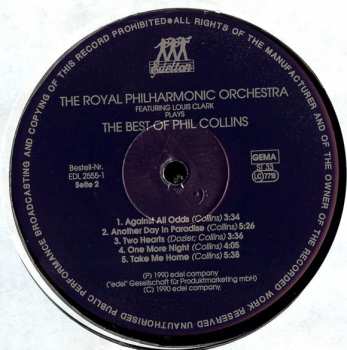 ALL RIGHTS OF THE MANUFACTURER AND OF THE OWNER OF THE RECORDED WORK RESERVED UNAUTHORISED PUBLIC PERFORMANCE BROADCASTING AND COPYING OF THIS RECORD PROHIBITED
THE ROYAL PHILHARMONIC ORCHESTRA
FEATURING LOUIS CLARK
PLAYS
THE BEST OF PHIL COLLINS
Bestell-Nr.
EDL 2555-1
Seite 2
GEMA
ST 33
LC 7718
1. Against All Odds (Collins) 3:34
2. Another Day In Paradise (Collins) 5:26
3. Two Hearts (Dozier; Collins) 3:36
4. One More Night (Collins) 4:05
5. Take Me Home (Collins) 5:38
(P) 1990 edel company
("edel" Gesellschaft für Produktmarketing mbH)
(C) 1990 edel company